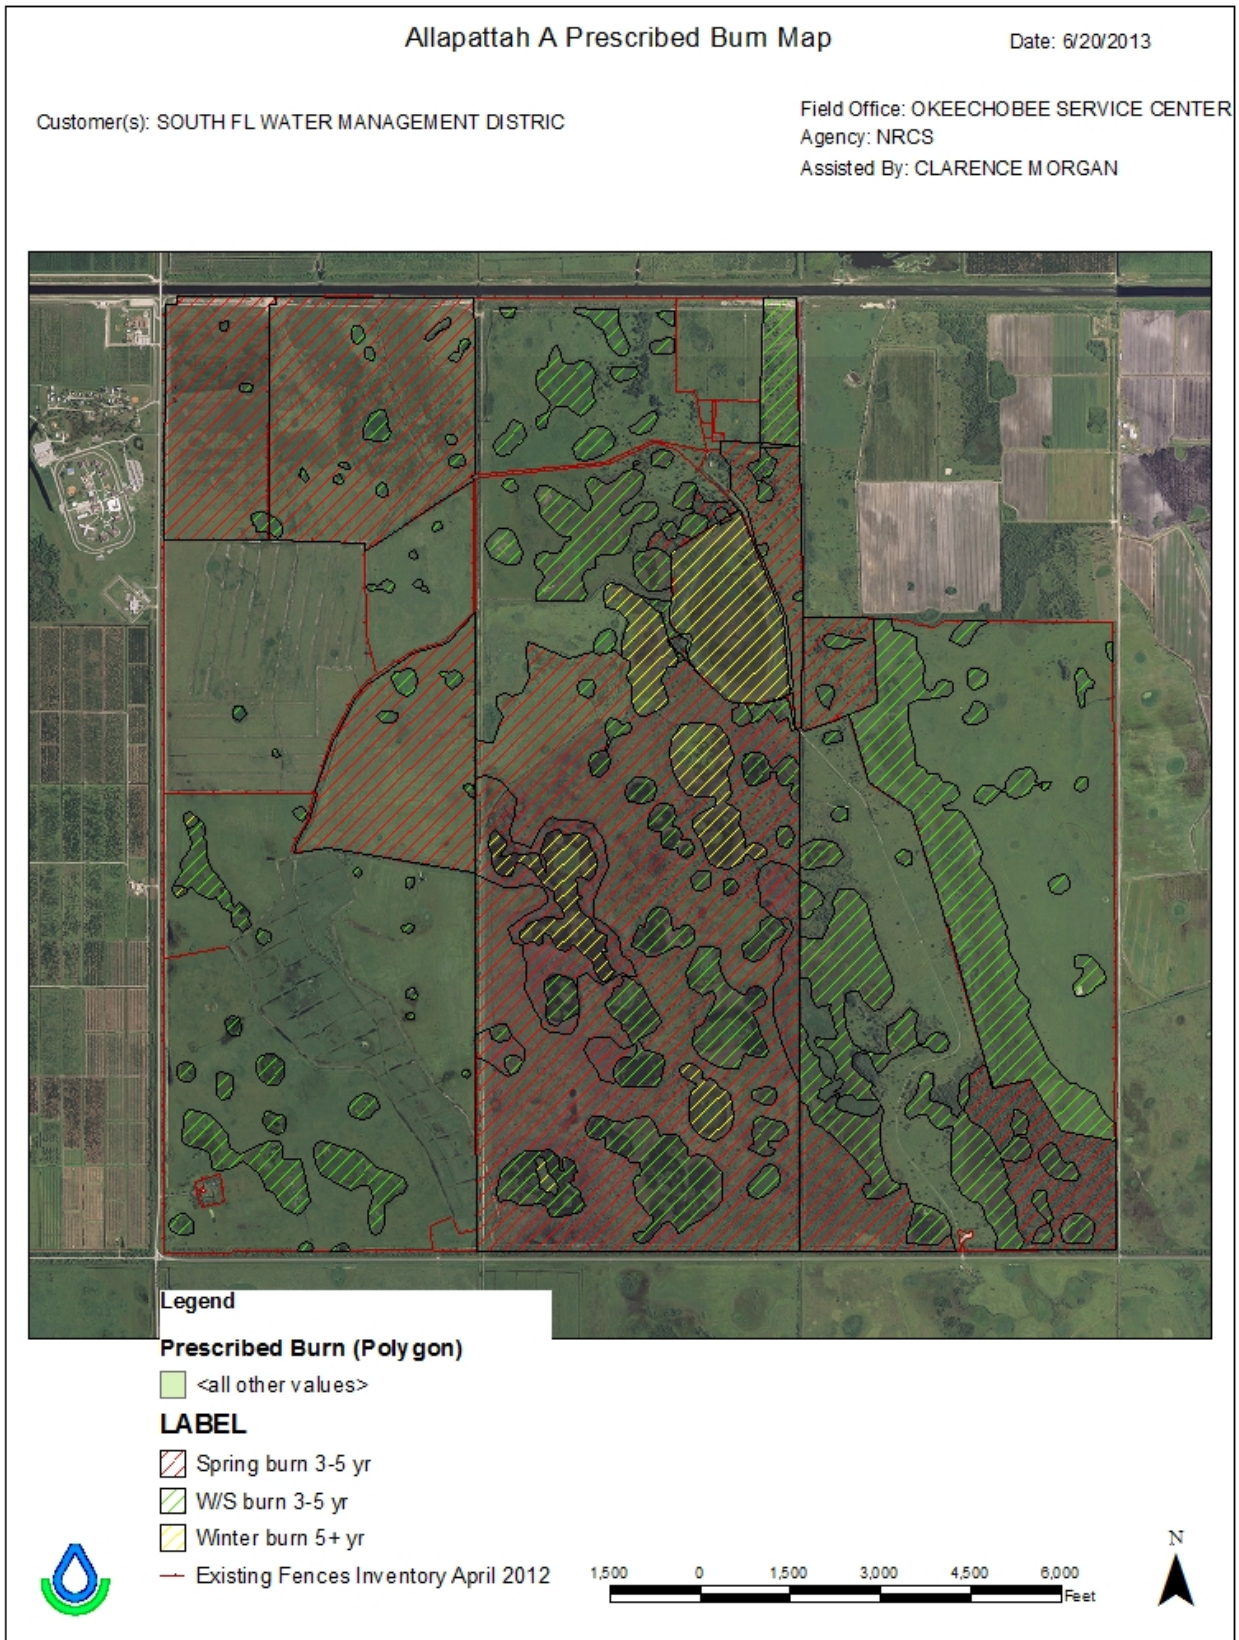 Allapattah A Prescribed Burn Map
Date: 6/20/2013
Customer(s): SOUTH FL WATER MANAGEMENT DISTRIC
Field Office: OKEECHOBEE SERVICE CENTER
Agency: NRCS
Assisted By: CLARENCE MORGAN
Legend
Prescribed Burn (Polygon)
<all other values>
LABEL
Spring burn 3-5 yr
W/S burn 3-5 yr
Winter burn 5+ yr
Existing Fences Inventory April 2012
1,500 0 1,500 3,000 4,500 6,000
Feet
N